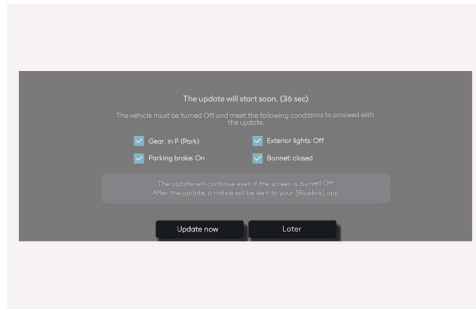 The update will start soon. (36 sec)
The vehicle must be turned Off and meet the following conditions to proceed with
the update.
Gear: in P (Park)
Exterior lights: Off
Parking brake: On
Bonnet: closed
The update will continue even if the screen is turned Off.
After the update, a notice will be sent to your [Bluelink] app
Update now
Later